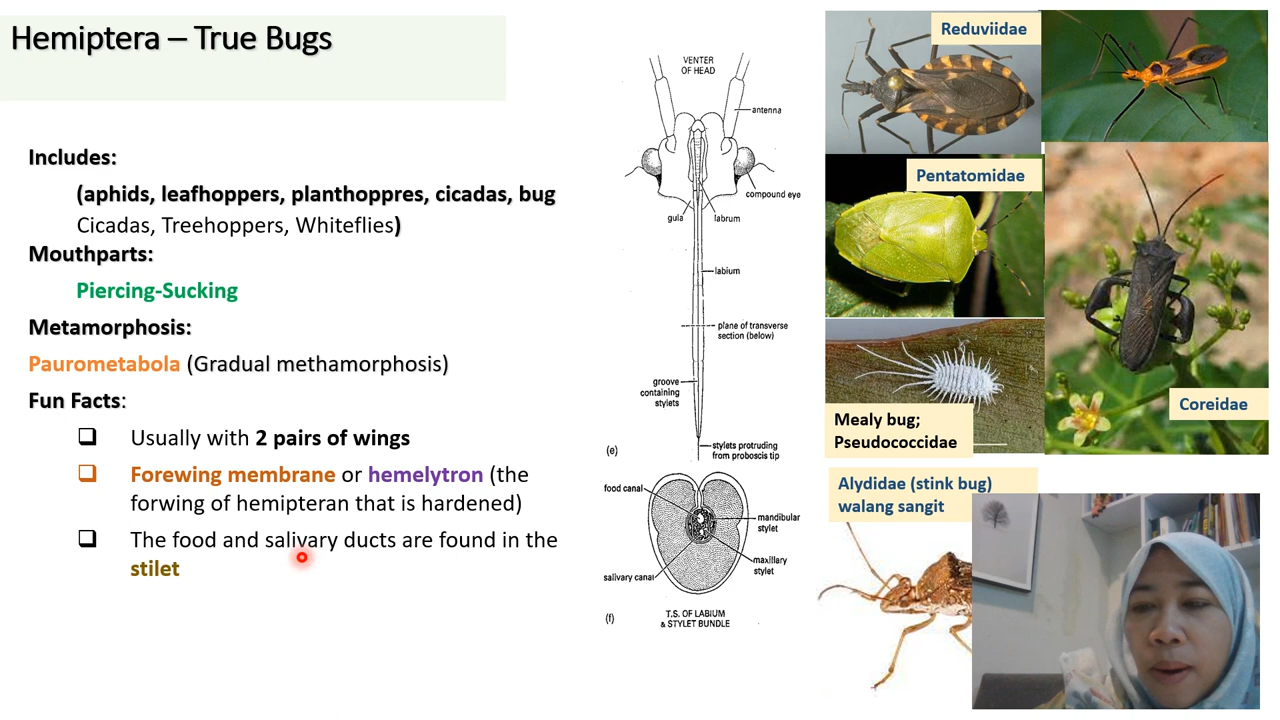 Hemiptera – True Bugs
Includes:
(aphids, leafhoppers, planthoppres, cicadas, bug
Cicadas, Treehoppers, Whiteflies)
Mouthparts:
Piercing-Sucking
Metamorphosis:
Paurometabola (Gradual methamorphosis)
Fun Facts:
Usually with 2 pairs of wings
Forewing membrane or hemelytron (the
forwing of hemipteran that is hardened)
The food and salivary ducts are found in the
stilet
VENTER
OF HEAD
antenna
compound eye
gula
labrum
labium
plane of transverse
section (below)
groove
containing
stylets
stylets protruding
from proboscis tip
(e)
food canal
mandibular
stylet
maxillary
stylet
salivary canal
(f)
T.S. OF LABIUM
& STYLET BUNDLE
Reduviidae
Pentatomidae
Mealy bug;
Pseudococcidae
Coreidae
Alydidae (stink bug)
walang sangit